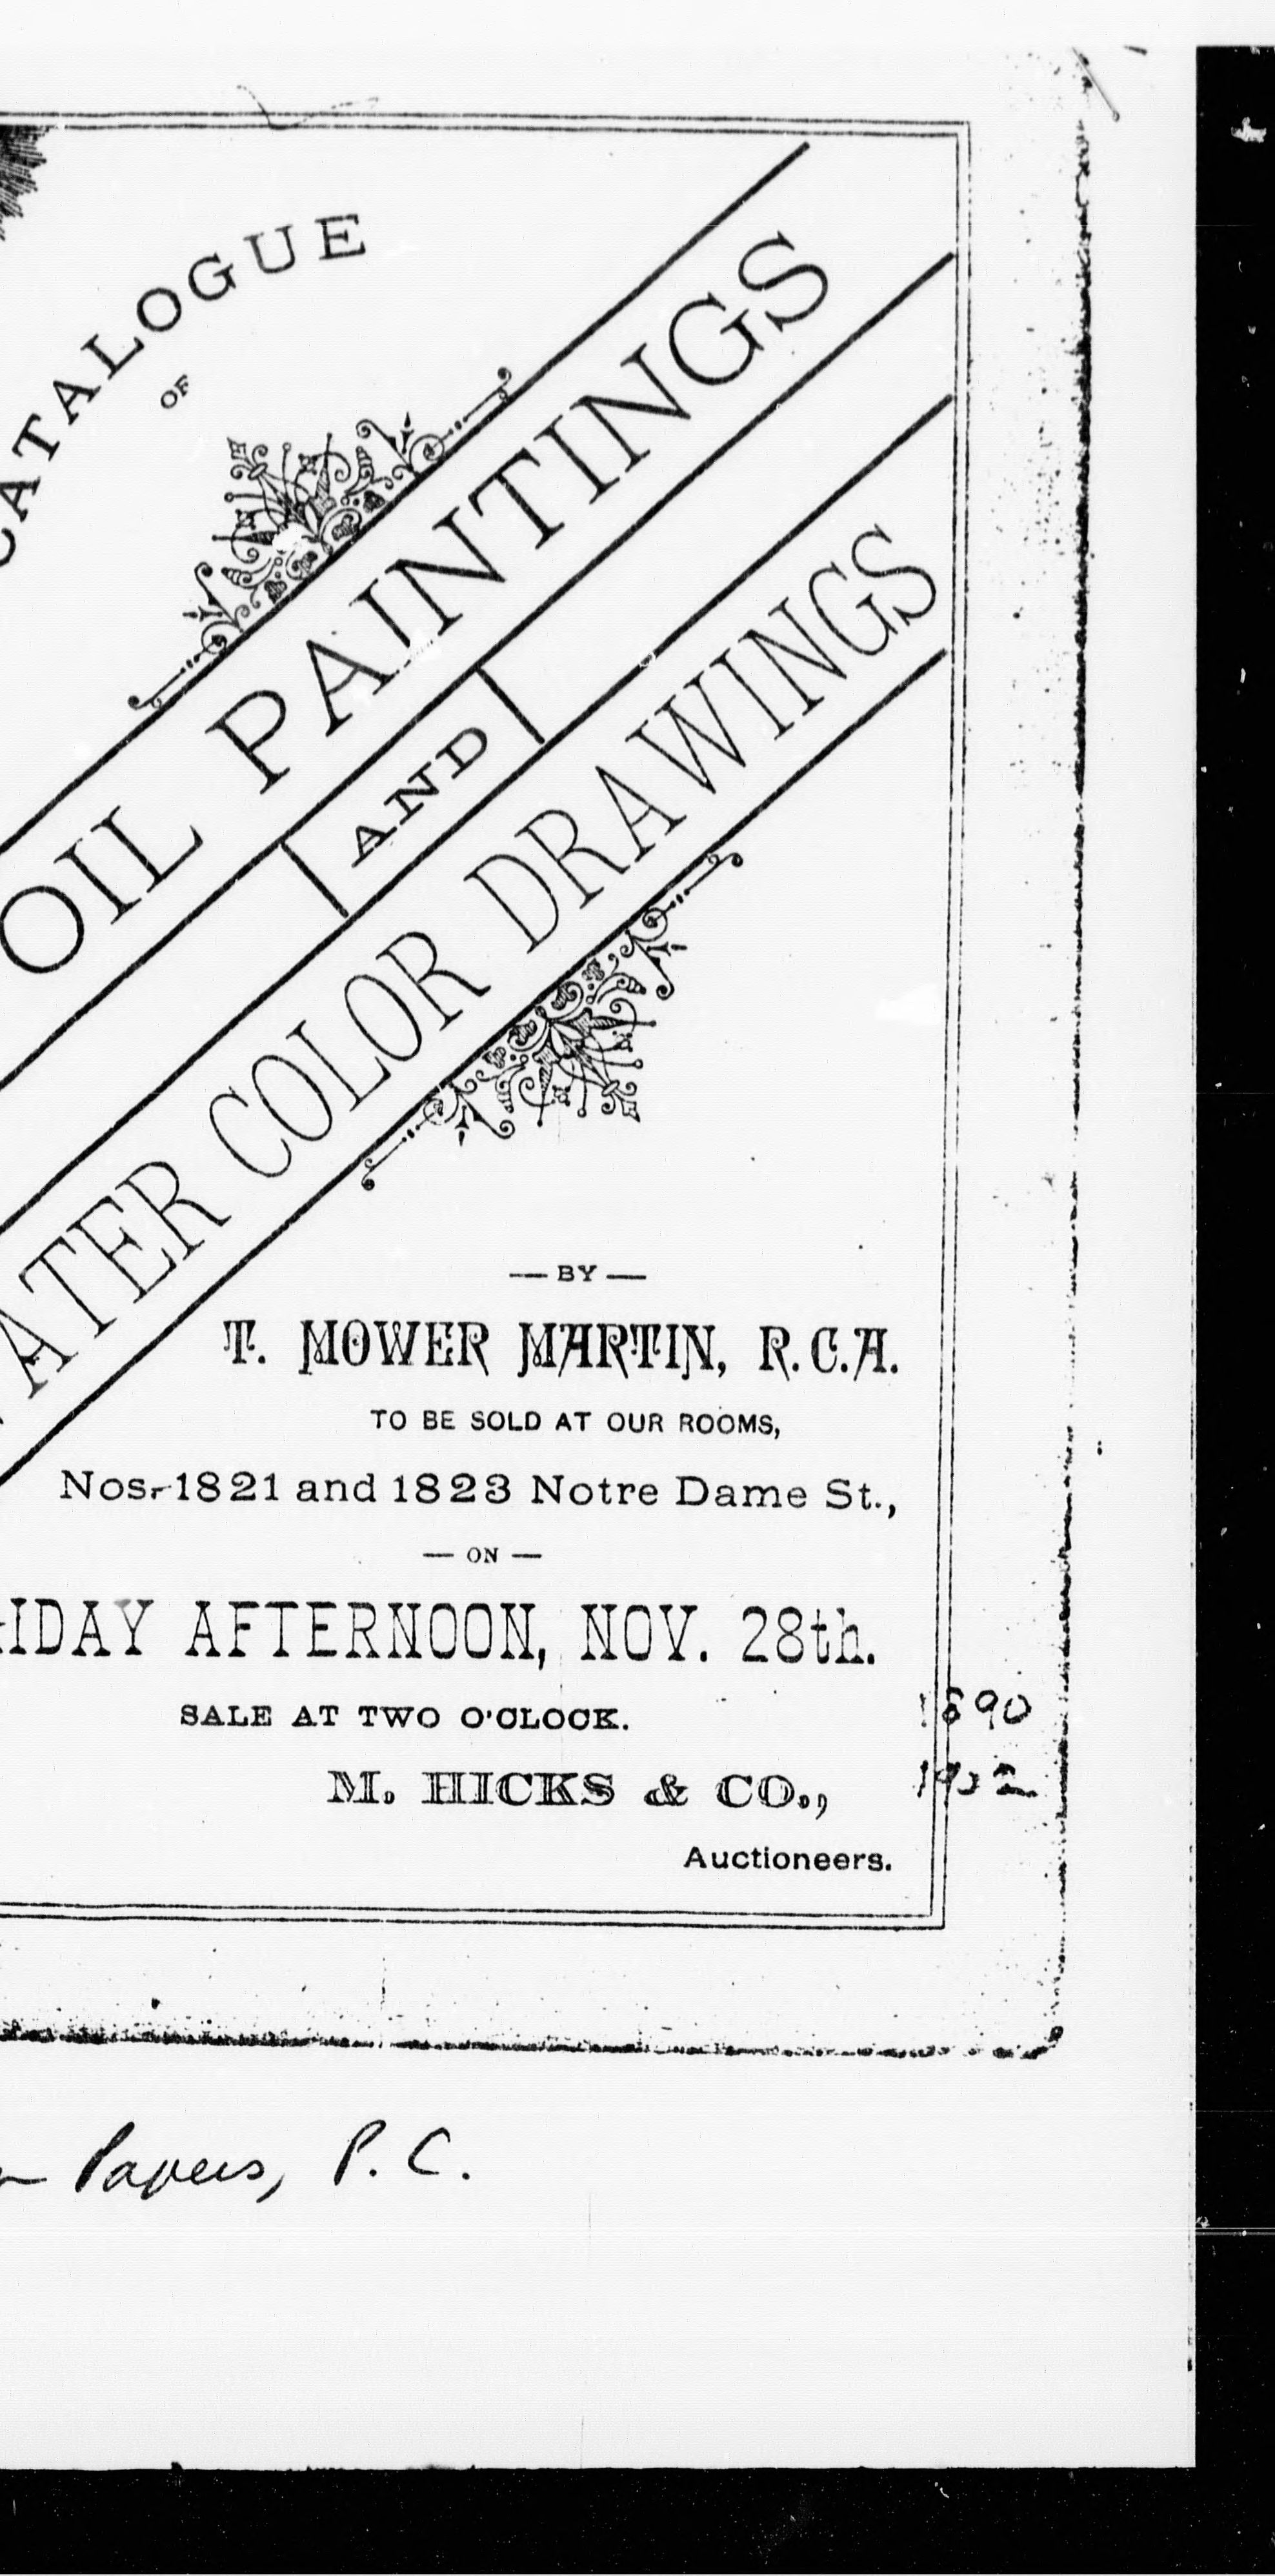 CATALOGUE
OF
OIL PAINTINGS
AND
ATER COLOR DRAWINGS
— BY —
T. MOWER MARTIN, R.C.A.
TO BE SOLD AT OUR ROOMS,
Nos. 1821 and 1823 Notre Dame St.,
— ON —
RIDAY AFTERNOON, NOV. 28th.
SALE AT TWO O'CLOCK.
1890
M. HICKS & CO.,
Auctioneers.
Papers, P. C.